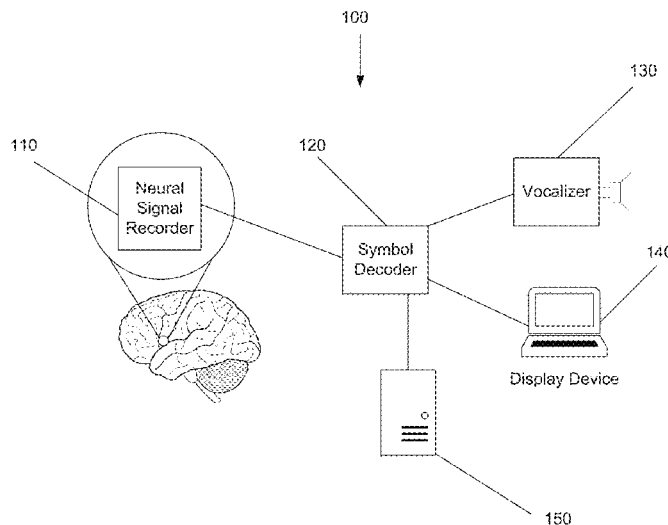 100
130
110
120
Neural
Signal
Recorder
Vocalizer
Symbol
Decoder
140
Display Device
150